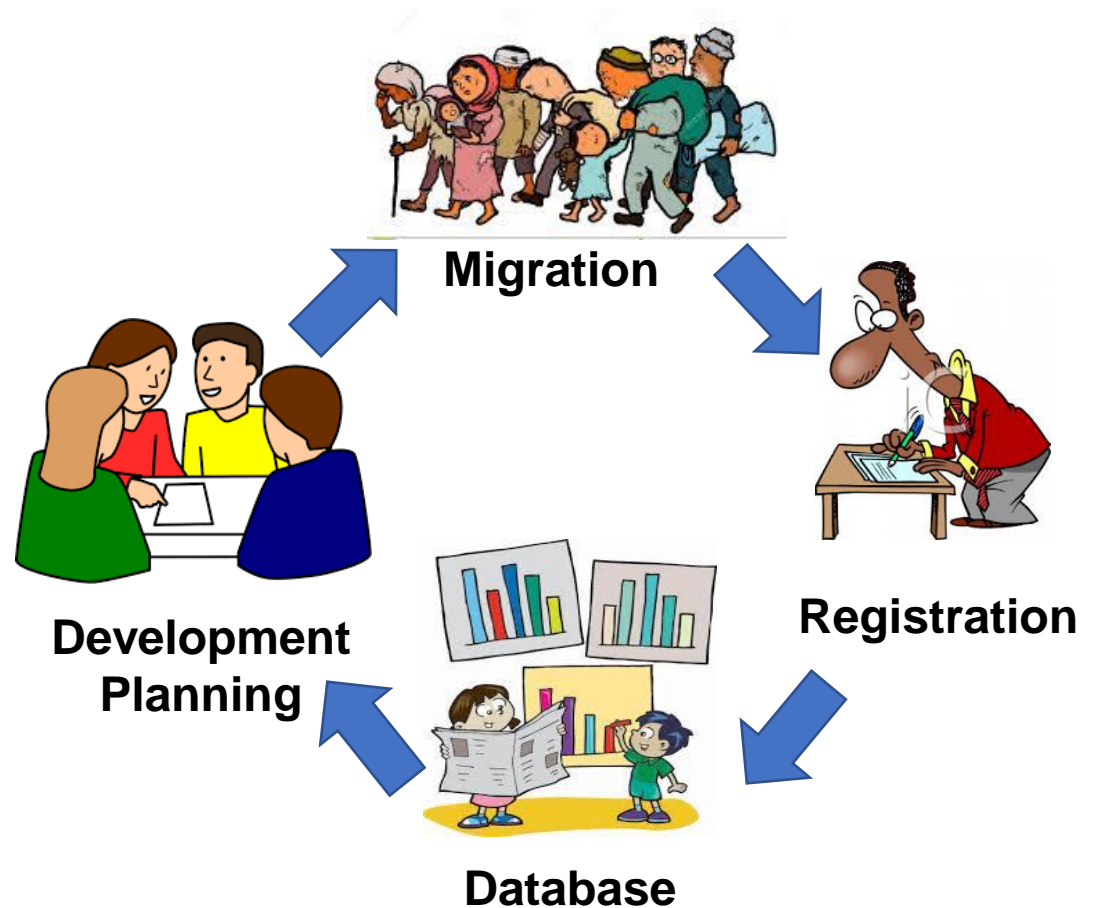 Migration
Registration
Development
Planning
Database